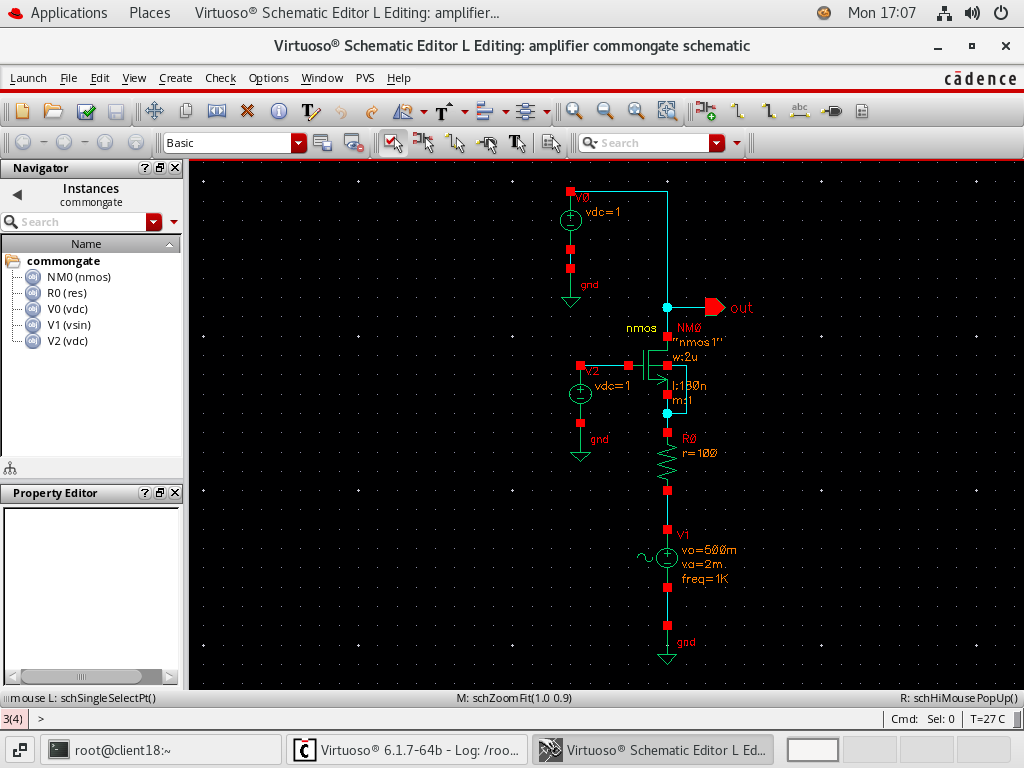 Applications Places Virtuoso® Schematic Editor L Editing: amplifier... Mon 17:07
Virtuoso® Schematic Editor L Editing: amplifier commongate schematic
Launch File Edit View Create Check Options Window PVS Help cādence
abc
Basic Search
Navigator
Instances
commongate
Search
Name
commongate
NM0 (nmos)
R0 (res)
V0 (vdc)
V1 (vsin)
V2 (vdc)
Property Editor
V0
vdc=1
gnd
out
nmos NM0
"nmos1"
w:2u
V2
vdc=1
l:180n
m:1
gnd
R0
r=100
V1
vo=500m
va=2m
freq=1K
gnd
mouse L: schSingleSelectPt() M: schZoomFit(1.0 0.9) R: schHiMousePopUp()
3(4) > Cmd: Sel: 0 T=27 C
root@client18:~ Virtuoso® 6.1.7-64b - Log: /roo... Virtuoso® Schematic Editor L Ed...